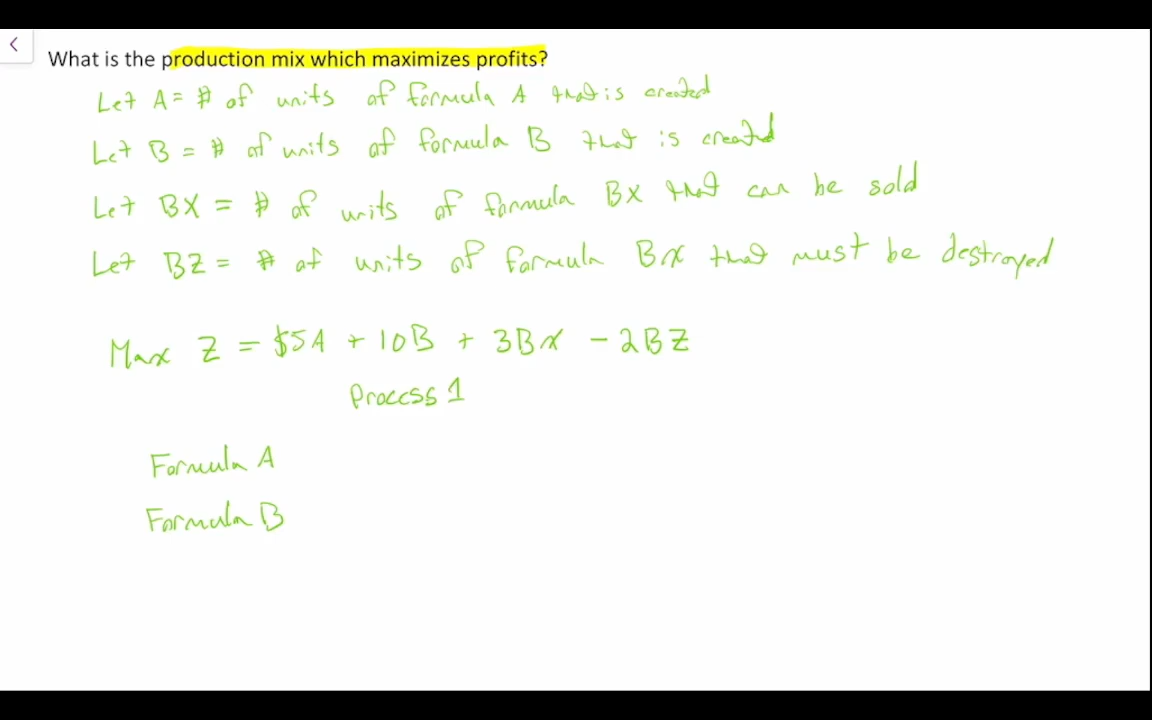 What is the production mix which maximizes profits?
Let A = # of units of formula A that is created
Let B = # of units of formula B that is created
Let BX = # of units of formula BX that can be sold
Let BZ = # of units of formula BX that must be destroyed
Max Z = $5A + 10B + 3BX - 2BZ
Process 1
Formula A
Formula B